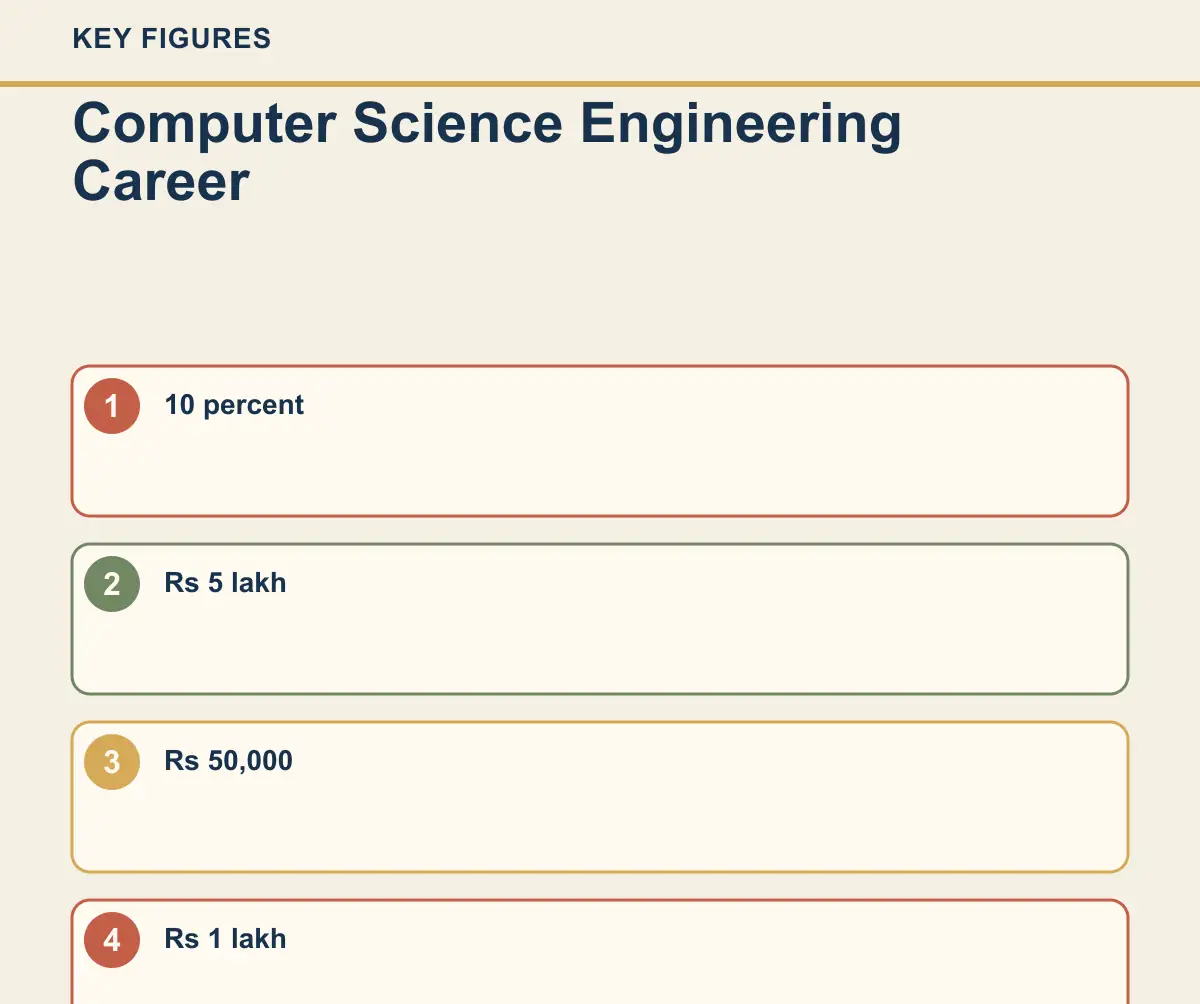 KEY FIGURES
Computer Science Engineering
Career
1 10 percent
2 Rs 5 lakh
3 Rs 50,000
4 Rs 1 lakh